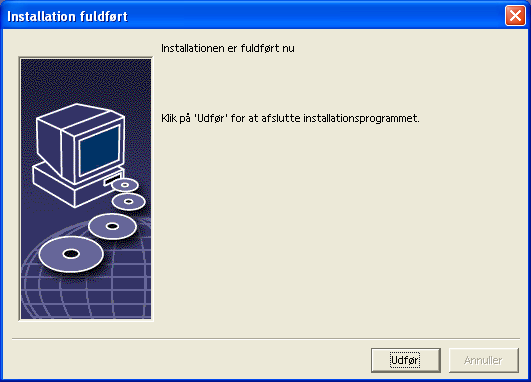 Installation fuldført
Installationen er fuldført nu
Klik på 'Udfør' for at afslutte installationsprogrammet.
Udfør
Annuller